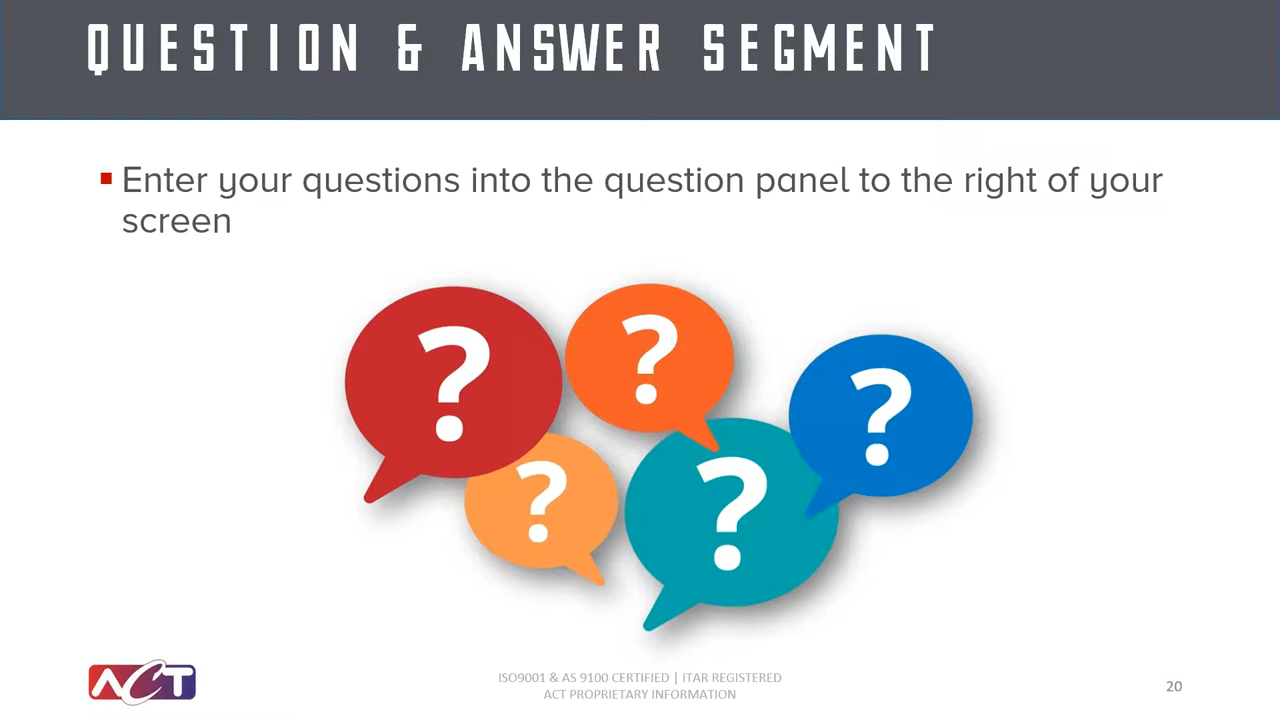 QUESTION & ANSWER SEGMENT
▪ Enter your questions into the question panel to the right of your
screen
?
?
?
?
?
ACT
ISO9001 & AS 9100 CERTIFIED | ITAR REGISTERED
ACT PROPRIETARY INFORMATION
20